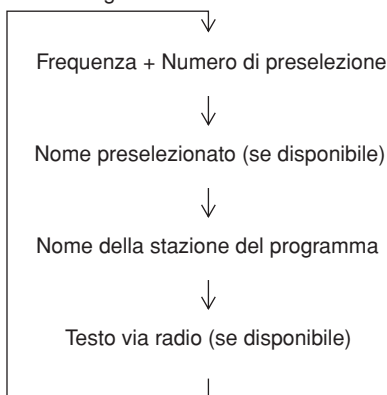 Frequenza + Numero di preselezione
Nome preselezionato (se disponibile)
Nome della stazione del programma
Testo via radio (se disponibile)